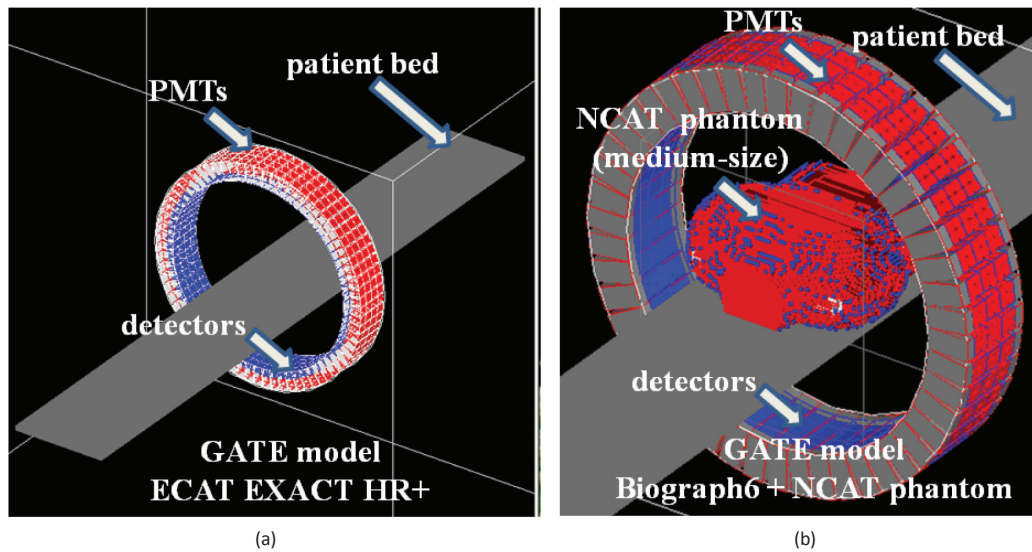 patient bed
PMTs
detectors
GATE model
ECAT EXACT HR+
(a)
PMTs
patient bed
NCAT phantom
(medium-size)
detectors
GATE model
Biograph6 + NCAT phantom
(b)